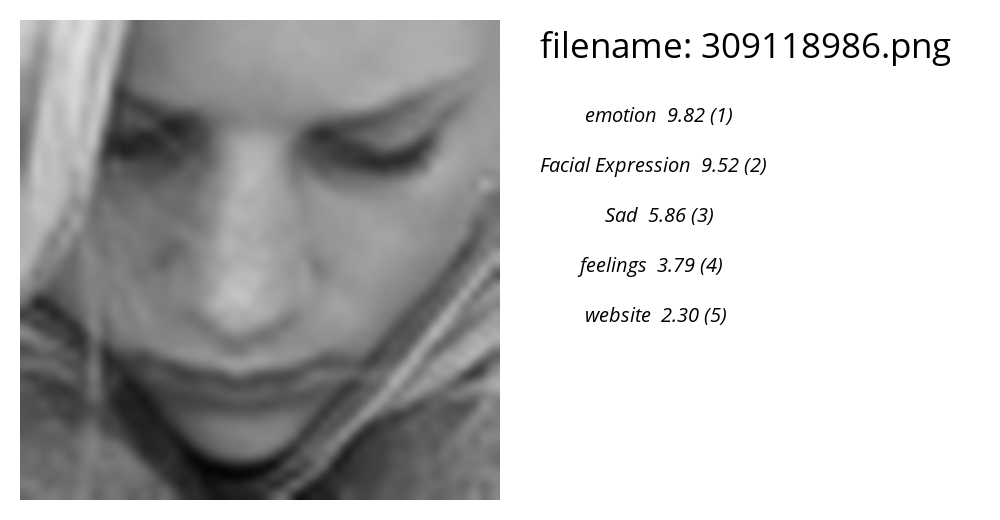 filename: 309118986.png
emotion 9.82 (1)
Facial Expression 9.52 (2)
Sad 5.86 (3)
feelings 3.79 (4)
website 2.30 (5)